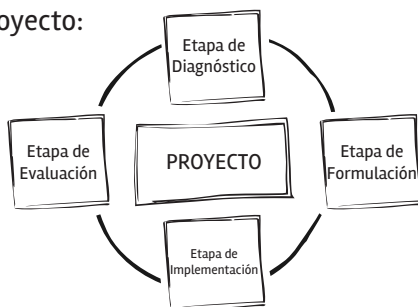 oyecto:
Etapa de
Diagnóstico
Etapa de
Evaluación
PROYECTO
Etapa de
Formulación
Etapa de
Implementación